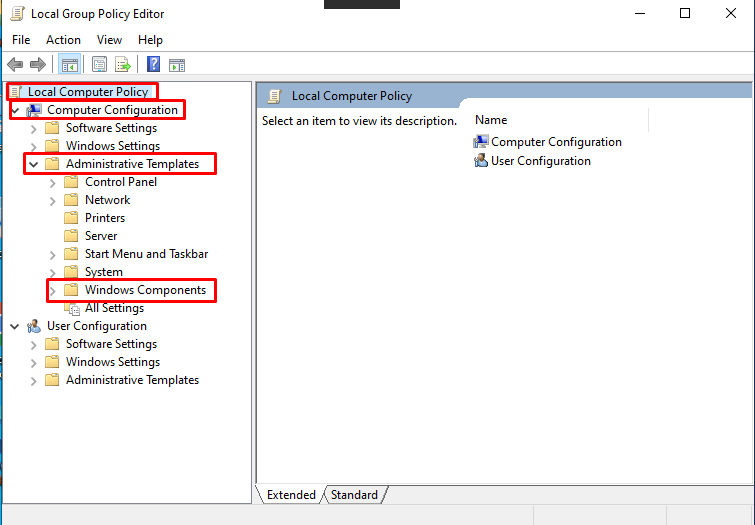 Local Group Policy Editor
File Action View Help
Local Computer Policy
Computer Configuration
Software Settings
Windows Settings
Administrative Templates
Control Panel
Network
Printers
Server
Start Menu and Taskbar
System
Windows Components
All Settings
User Configuration
Software Settings
Windows Settings
Administrative Templates
Local Computer Policy
Select an item to view its description.
Name
Computer Configuration
User Configuration
Extended Standard